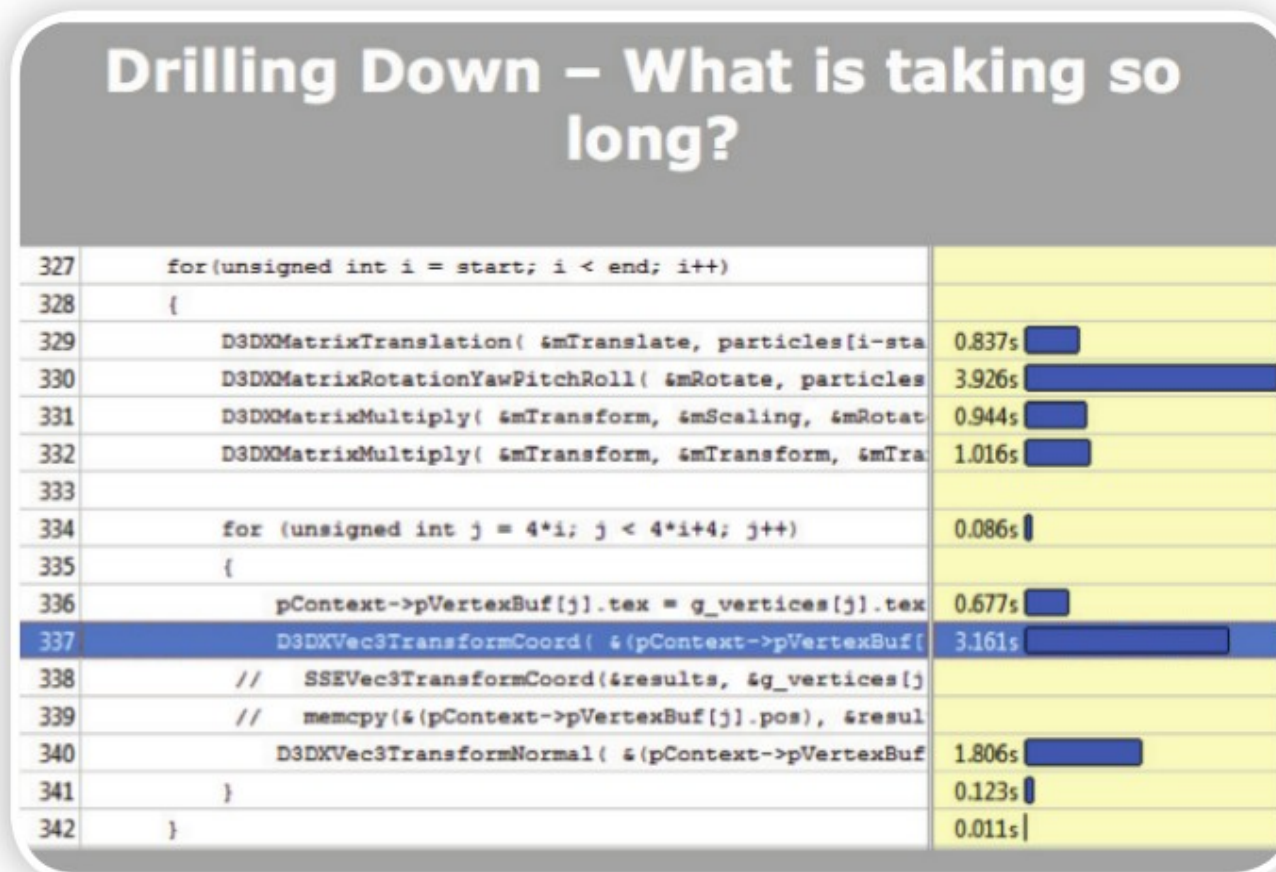 Drilling Down – What is taking so
long?
327 for(unsigned int i = start; i < end; i++)
328 {
329 D3DXMatrixTranslation( &mTranslate, particles[i-sta 0.837s
330 D3DXMatrixRotationYawPitchRoll( &mRotate, particles 3.926s
331 D3DXMatrixMultiply( &mTransform, &mScaling, &mRotat 0.944s
332 D3DXMatrixMultiply( &mTransform, &mTransform, &mTra 1.016s
333
334 for (unsigned int j = 4*i; j < 4*i+4; j++) 0.086s
335 {
336 pContext->pVertexBuf[j].tex = g_vertices[j].tex 0.677s
337 D3DXVec3TransformCoord( &(pContext->pVertexBuf[ 3.161s
338 // SSEVec3TransformCoord(&results, &g_vertices[j
339 // memcpy(&(pContext->pVertexBuf[j].pos), &resul
340 D3DXVec3TransformNormal( &(pContext->pVertexBuf 1.806s
341 } 0.123s
342 } 0.011s